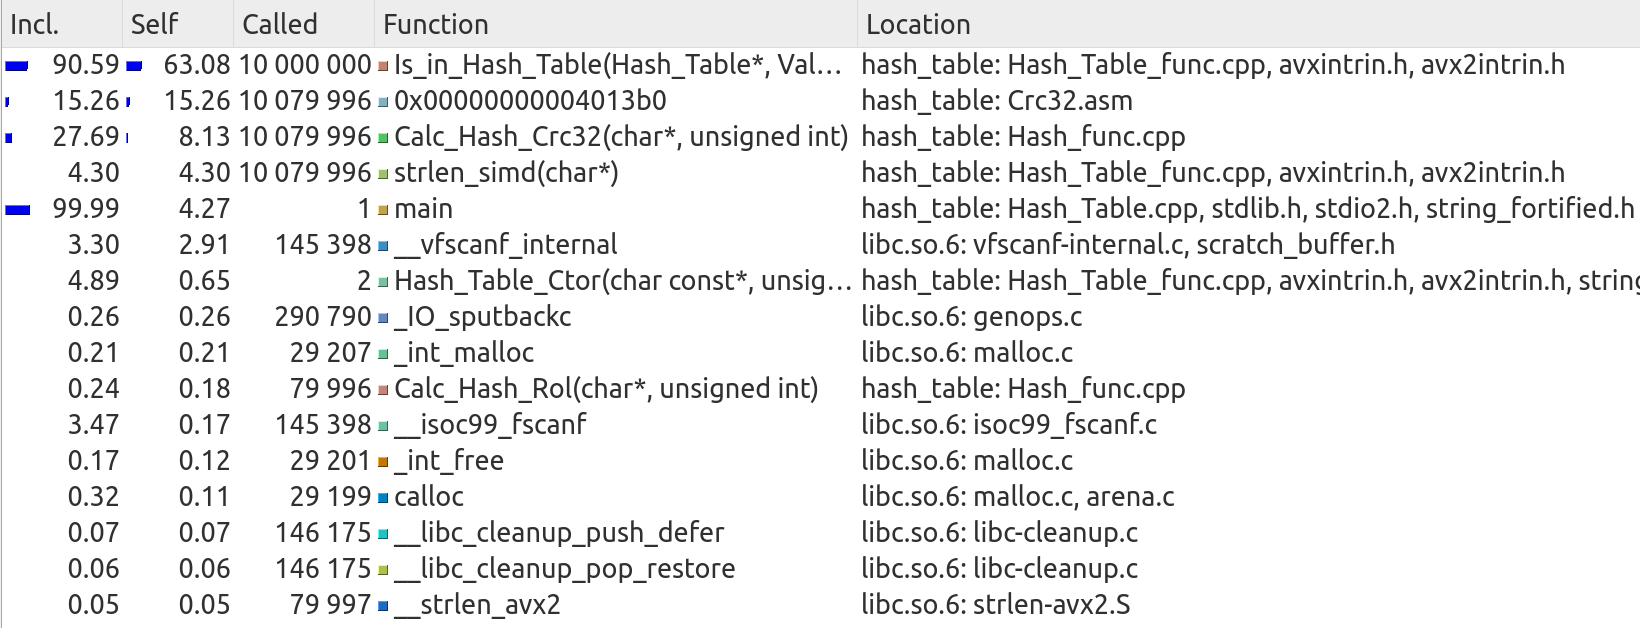 Incl. Self Called Function Location
90.59 63.08 10 000 000 Is_in_Hash_Table(Hash_Table*, Val... hash_table: Hash_Table_func.cpp, avxintrin.h, avx2intrin.h
15.26 15.26 10 079 996 0x00000000004013b0 hash_table: Crc32.asm
27.69 8.13 10 079 996 Calc_Hash_Crc32(char*, unsigned int) hash_table: Hash_func.cpp
4.30 4.30 10 079 996 strlen_simd(char*) hash_table: Hash_Table_func.cpp, avxintrin.h, avx2intrin.h
99.99 4.27 1 main hash_table: Hash_Table.cpp, stdlib.h, stdio2.h, string_fortified.h
3.30 2.91 145 398 __vfscanf_internal libc.so.6: vfscanf-internal.c, scratch_buffer.h
4.89 0.65 2 Hash_Table_Ctor(char const*, unsig... hash_table: Hash_Table_func.cpp, avxintrin.h, avx2intrin.h, string
0.26 0.26 290 790 _IO_sputbackc libc.so.6: genops.c
0.21 0.21 29 207 _int_malloc libc.so.6: malloc.c
0.24 0.18 79 996 Calc_Hash_Rol(char*, unsigned int) hash_table: Hash_func.cpp
3.47 0.17 145 398 __isoc99_fscanf libc.so.6: isoc99_fscanf.c
0.17 0.12 29 201 _int_free libc.so.6: malloc.c
0.32 0.11 29 199 calloc libc.so.6: malloc.c, arena.c
0.07 0.07 146 175 __libc_cleanup_push_defer libc.so.6: libc-cleanup.c
0.06 0.06 146 175 __libc_cleanup_pop_restore libc.so.6: libc-cleanup.c
0.05 0.05 79 997 __strlen_avx2 libc.so.6: strlen-avx2.S